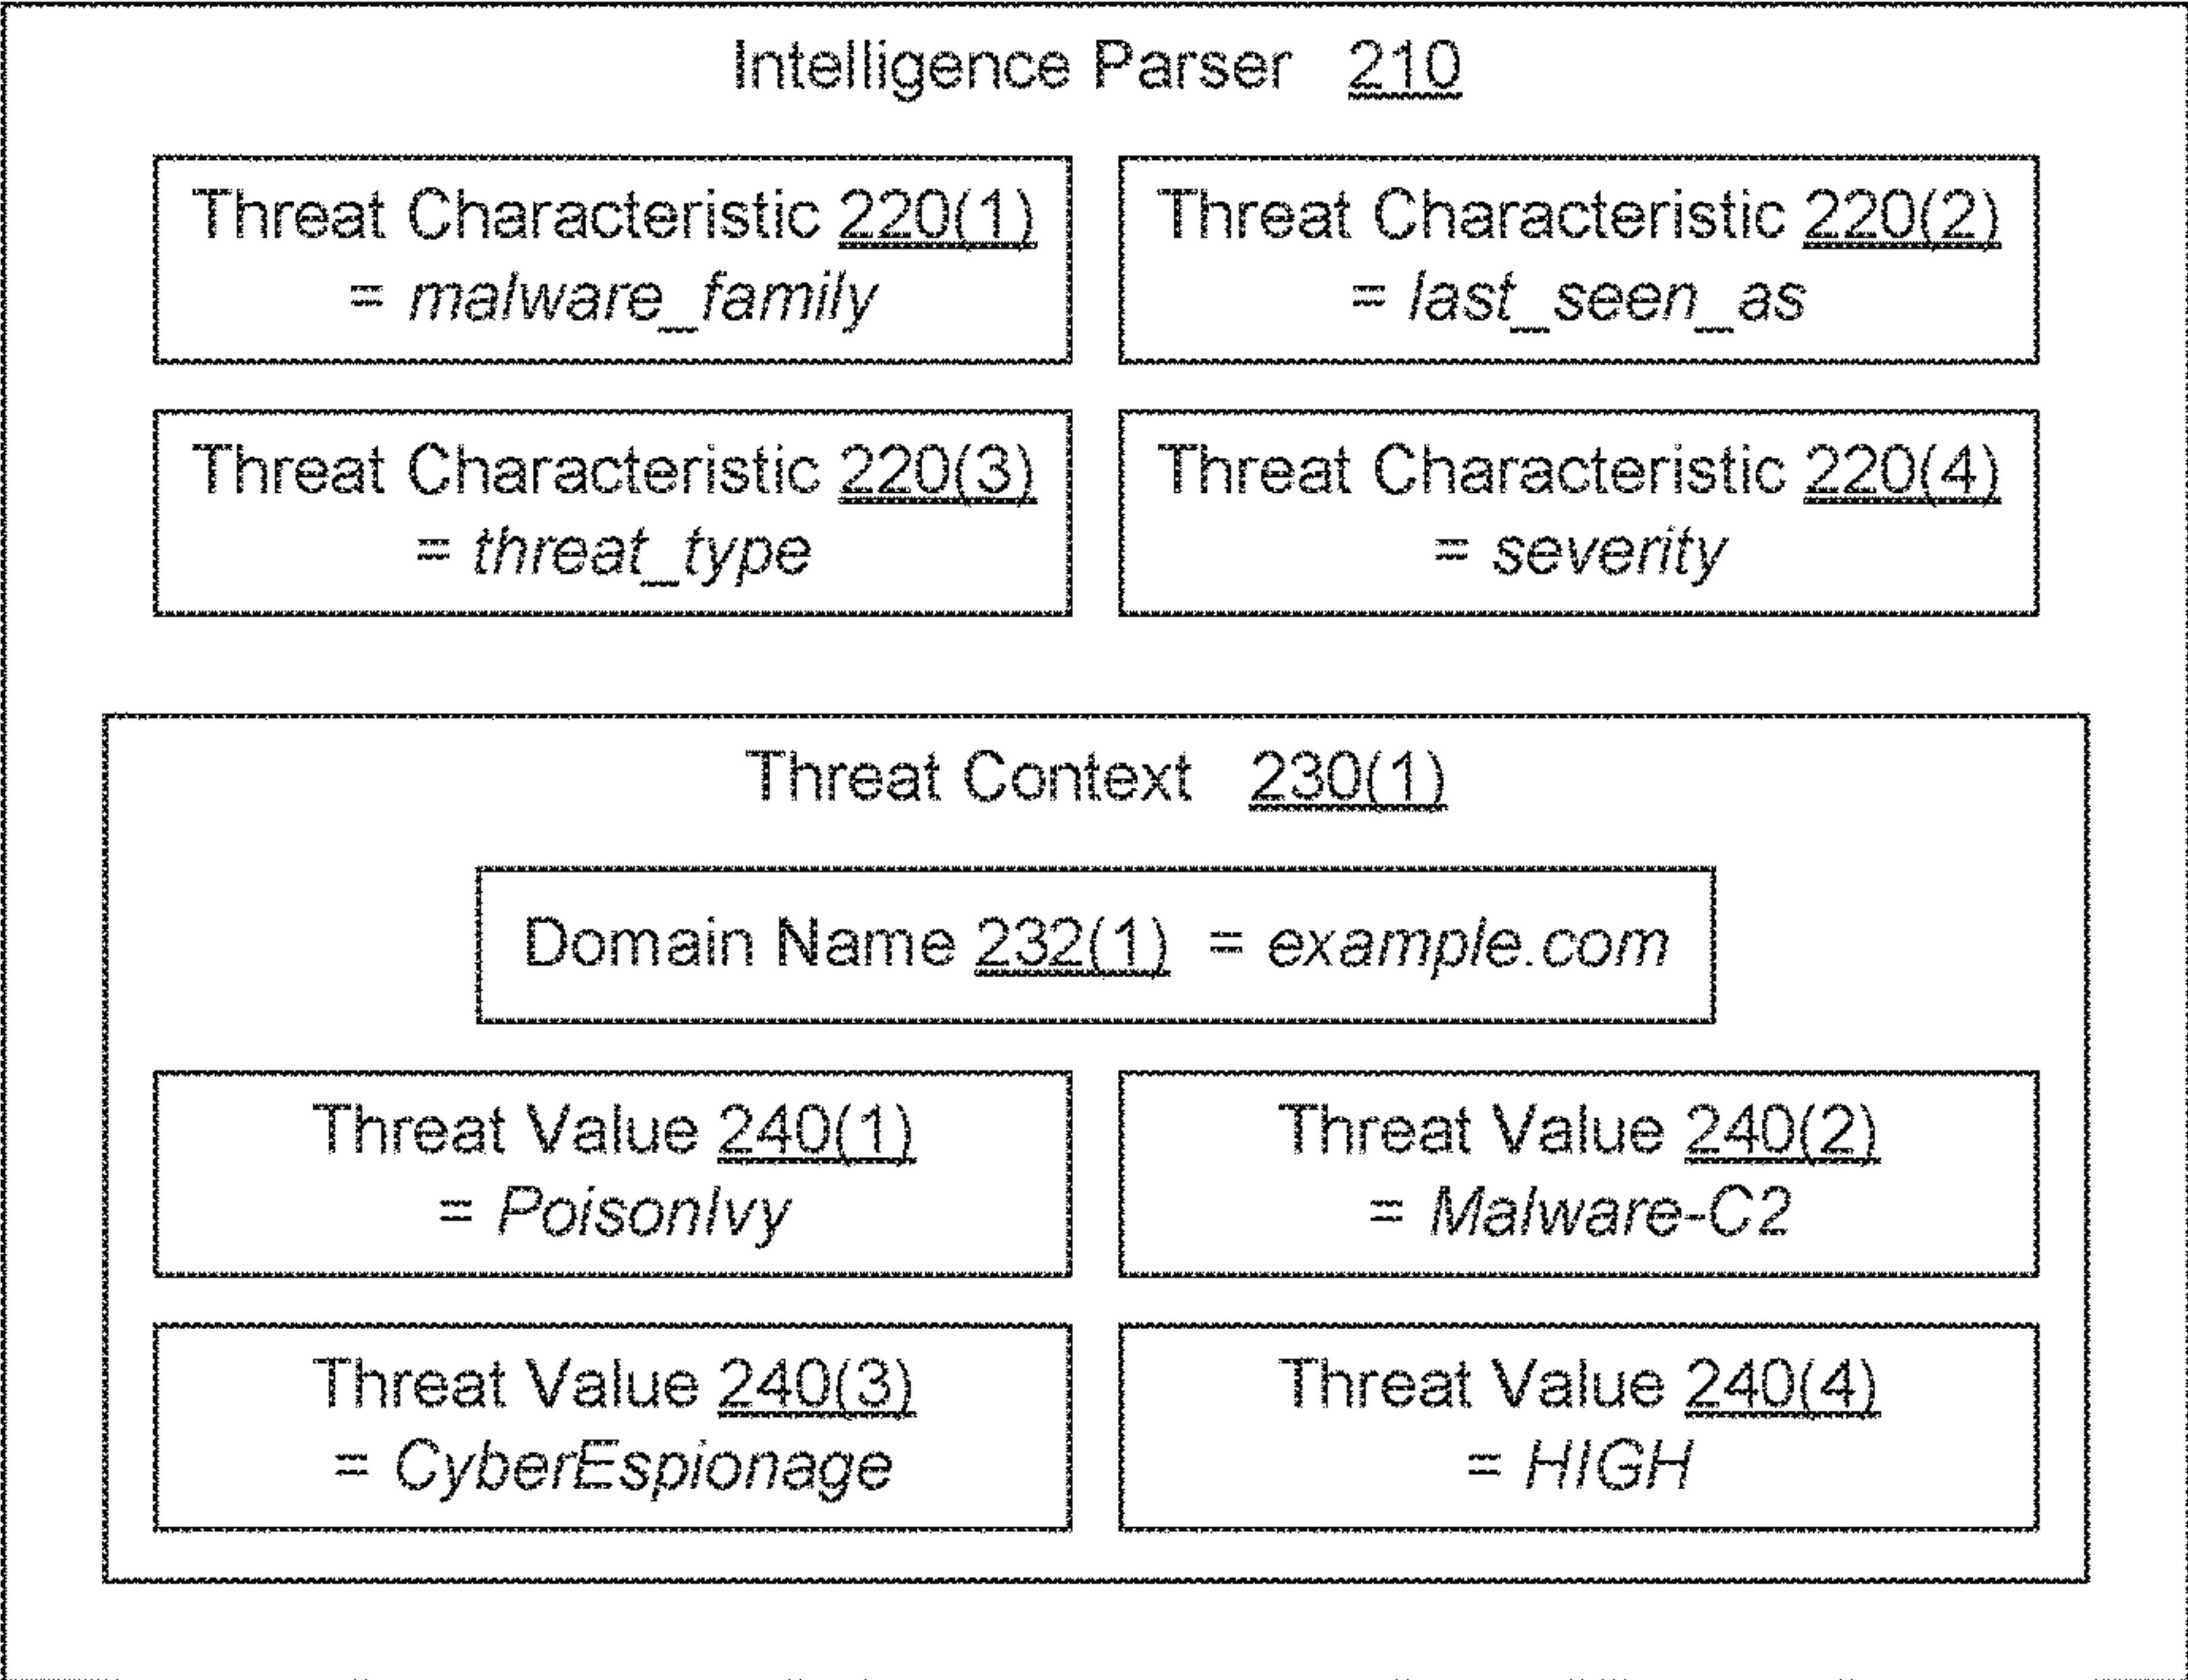 Intelligence Parser 210
Threat Characteristic 220(1)
= malware_family
Threat Characteristic 220(2)
= last_seen_as
Threat Characteristic 220(3)
= threat_type
Threat Characteristic 220(4)
= severity
Threat Context 230(1)
Domain Name 232(1) = example.com
Threat Value 240(1)
= PoisonIvy
Threat Value 240(2)
= Malware-C2
Threat Value 240(3)
= CyberEspionage
Threat Value 240(4)
= HIGH